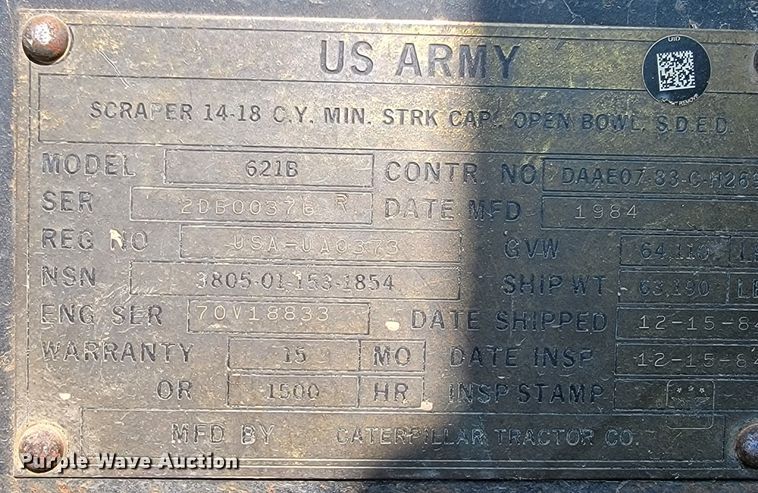 US ARMY
UID
REMOVE
SCRAPER 14-18 C.Y. MIN. STRK CAP. OPEN BOWL, S.D.E.D.
MODEL 621B CONTR. NO DAAE07-83-C-H26
SER 2DB00376 R DATE MFD 1984
REG NO USA-UA0373 GVW 64,110 L
NSN 3805-01-153-1854 SHIP WT 63,190 LB
ENG SER 70V18833 DATE SHIPPED 12-15-84
WARRANTY 15 MO DATE INSP 12-15-84
OR 1500 HR INSP STAMP ***
MFD BY CATERPILLAR TRACTOR CO.
Purple Wave Auction